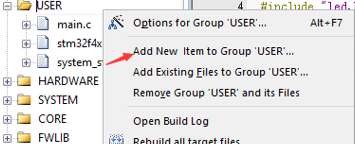 USER
main.c
stm32f4x
system_s
HARDWARE
SYSTEM
CORE
FWLIB
4
#include "led.
Options for Group 'USER'... Alt+F7
Add New Item to Group 'USER'...
Add Existing Files to Group 'USER'...
Remove Group 'USER' and its Files
Open Build Log
Rebuild all target files